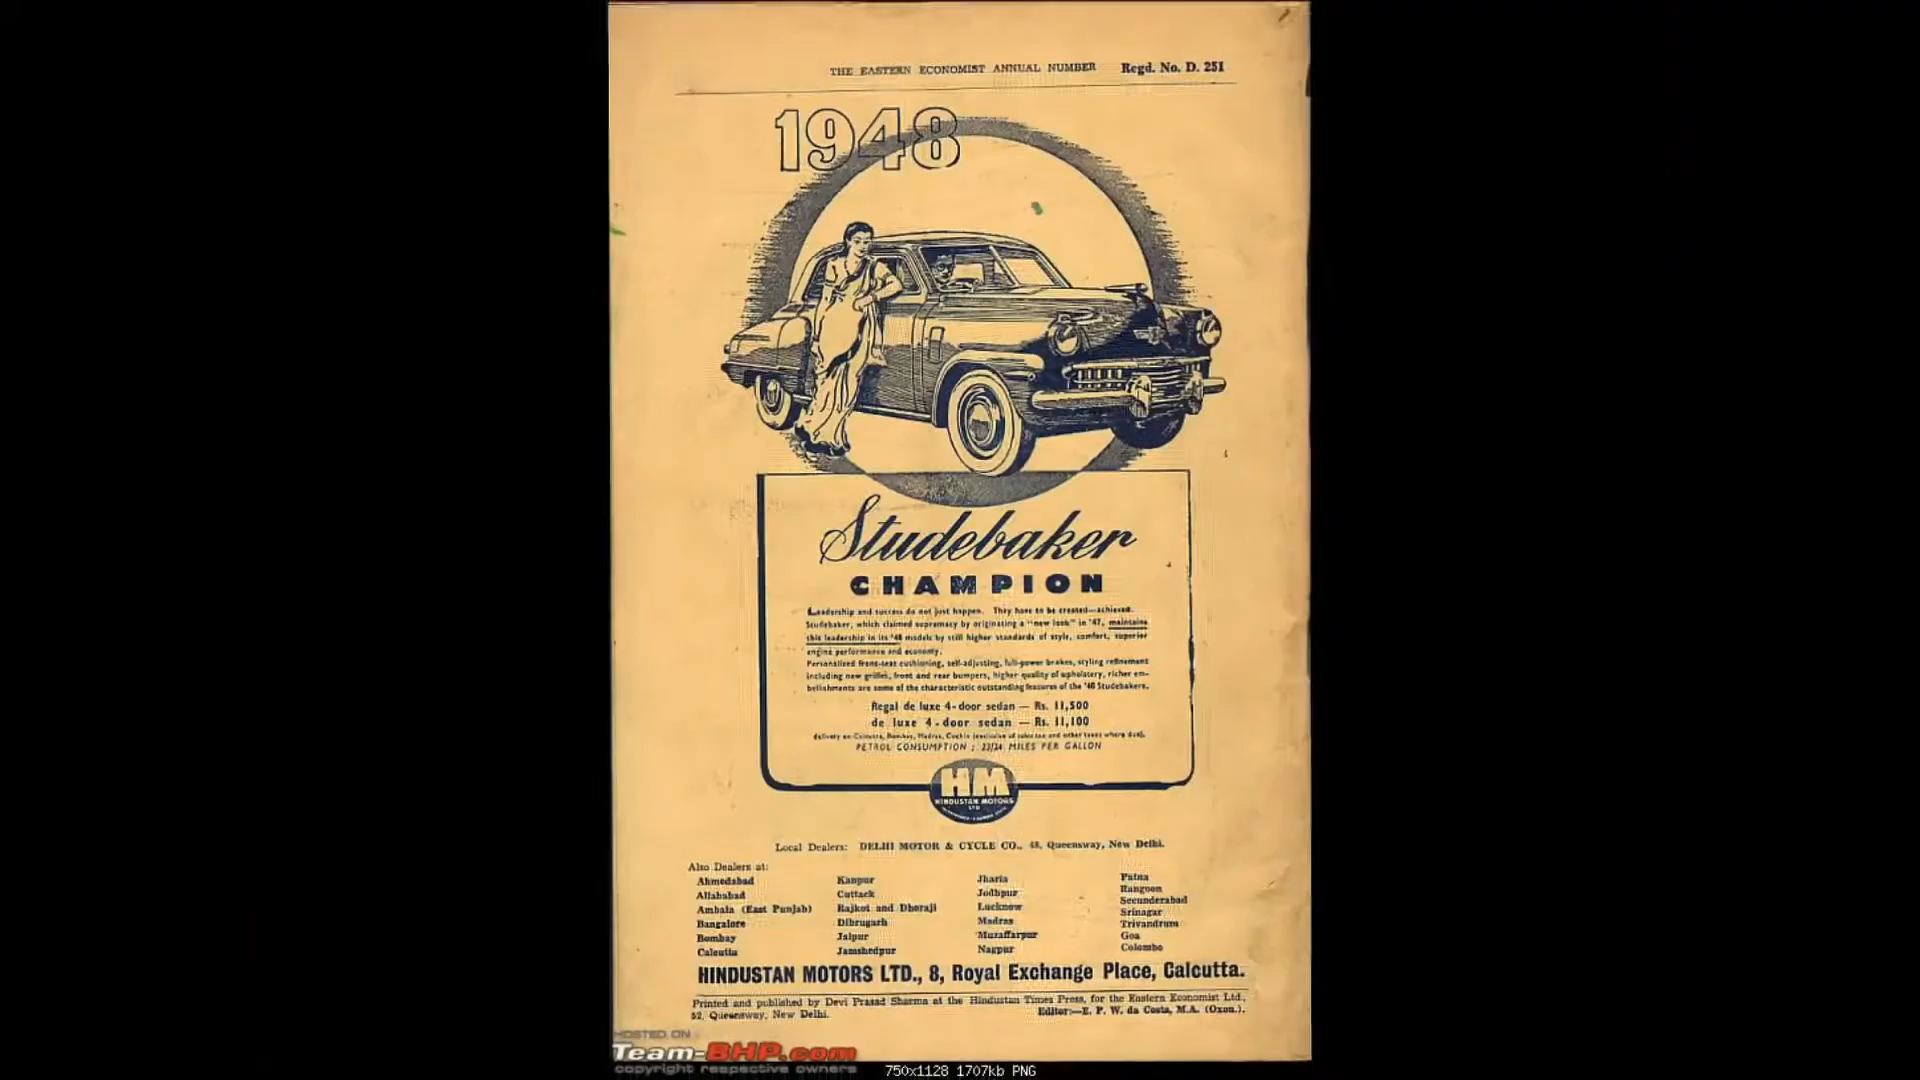 THE EASTERN ECONOMIST ANNUAL NUMBER Regd. No. D. 251
1948
Studebaker
CHAMPION
Leadership and success do not just happen. They have to be created—achieved.
Studebaker, which claimed supremacy by originating a "new look" in '47, maintains
this leadership in its '48 models by still higher standards of style, comfort, superior
engine performance and economy.
Personalised front-seat cushioning, self-adjusting, full-power brakes, styling refinement
including new grilles, front and rear bumpers, higher quality of upholstery, richer em-
bellishments are some of the characteristic outstanding features of the '48 Studebakers.
Regal de luxe 4-door sedan — Rs. 11,500
de luxe 4-door sedan — Rs. 11,100
delivery ex-Calcutta, Bombay, Madras, Cochin (exclusive of sales tax and other taxes where due).
PETROL CONSUMPTION : 22/24 MILES PER GALLON
HM
HINDUSTAN MOTORS
LTD
Local Dealers: DELHI MOTOR & CYCLE CO., 48, Queensway, New Delhi.
Also Dealers at:
Ahmedabad
Allahabad
Ambala (East Punjab)
Bangalore
Bombay
Calcutta
Kanpur
Cuttack
Rajkot and Dhoraji
Dibrugarh
Jaipur
Jamshedpur
Jharia
Jodhpur
Lucknow
Madras
Muzaffarpur
Nagpur
Patna
Rangoon
Secunderabad
Srinagar
Trivandrum
Goa
Colombo
HINDUSTAN MOTORS LTD., 8, Royal Exchange Place, Calcutta.
Printed and published by Devi Prasad Sharma at the Hindustan Times Press, for the Eastern Economist Ltd.,
52, Queensway, New Delhi. Editor:—E. P. W. da Costa, M.A. (Oxon.).
HOSTED ON :
Team-BHP.com
copyright respective owners
750x1128 1707kb PNG